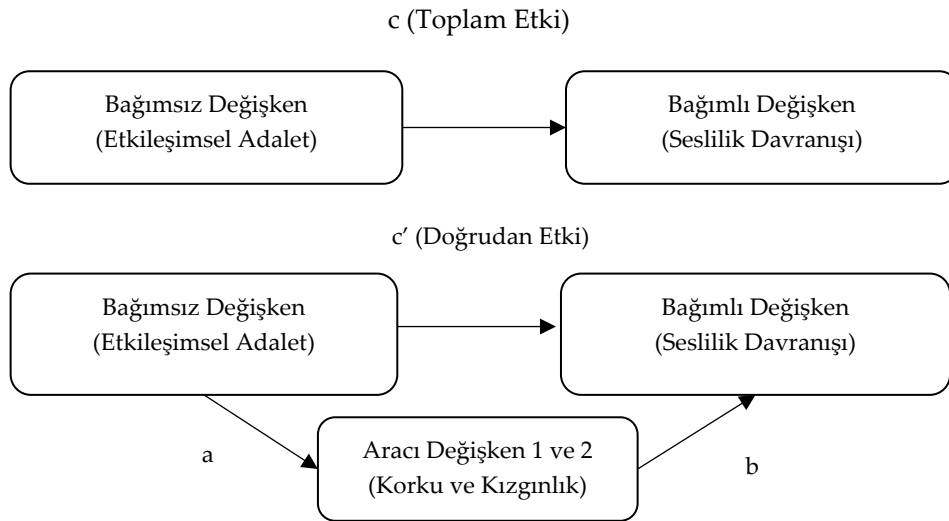 c (Toplam Etki)
Bağımsız Değişken
(Etkileşimsel Adalet)
Bağımlı Değişken
(Seslilik Davranışı)
c’ (Doğrudan Etki)
Bağımsız Değişken
(Etkileşimsel Adalet)
Bağımlı Değişken
(Seslilik Davranışı)
a
Aracı Değişken 1 ve 2
(Korku ve Kızgınlık)
b